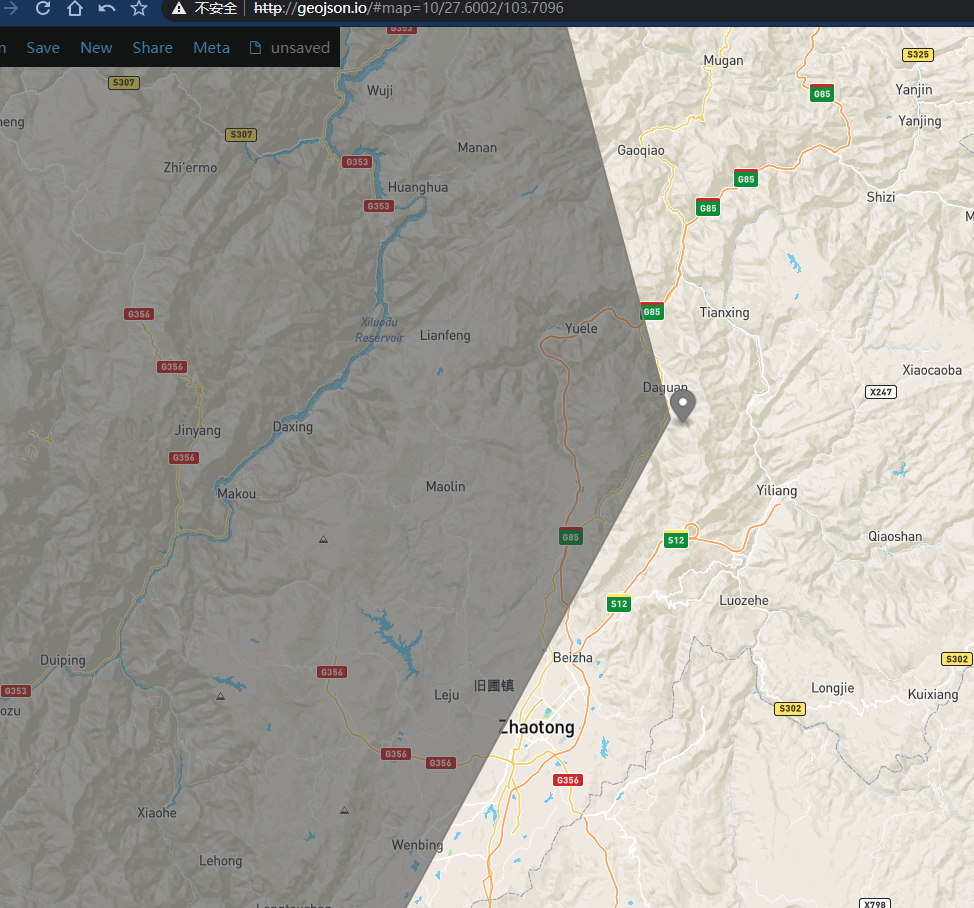 不安全 http://geojson.io/#map=10/27.6002/103.7096
n Save New Share Meta unsaved
S303
Mugan
S325
S307
Wuji
G85
Yanjin
eng
S307
Yanjing
Manan
Gaoqiao
G353
Zhi'ermo
G85
Huanghua
Shizi
G353
G85
M
G356
G85
Tianxing
Xiluodu
Reservoir
Yuele
Lianfeng
G356
Xiaocaoba
Daguan
X247
Jinyang
Daxing
G356
Maolin
Yiliang
Makou
G85
S12
Qiaoshan
S12
Luozehe
Beizha
Duiping
S302
G356
旧圃镇
Longjie
G353
Leju
Kuixiang
ozu
S302
Zhaotong
G356
G356
G356
Xiaohe
Wenbing
Lehong
X798